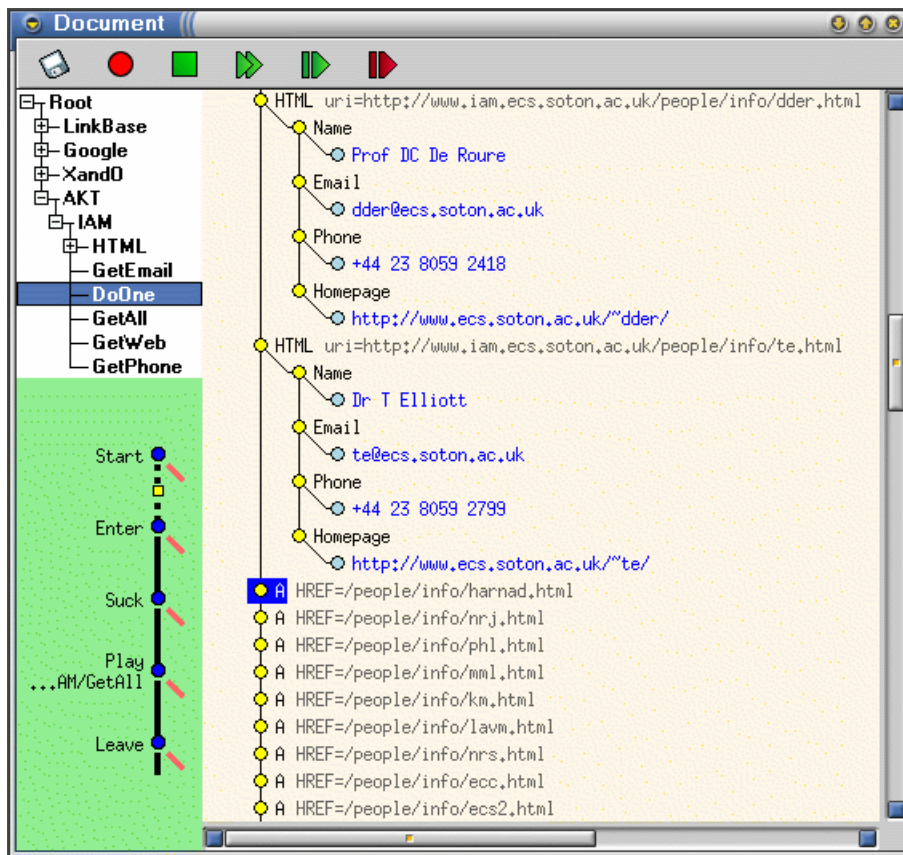 Document
Root
LinkBase
Google
XandO
AKT
IAM
HTML
GetEmail
DoOne
GetAll
GetWeb
GetPhone
Start
Enter
Suck
Play
...AM/GetAll
Leave
HTML uri=http://www.iam.ecs.soton.ac.uk/people/info/dder.html
Name
Prof DC De Roure
Email
dder@ecs.soton.ac.uk
Phone
+44 23 8059 2418
Homepage
http://www.ecs.soton.ac.uk/~dder/
HTML uri=http://www.iam.ecs.soton.ac.uk/people/info/te.html
Name
Dr T Elliott
Email
te@ecs.soton.ac.uk
Phone
+44 23 8059 2799
Homepage
http://www.ecs.soton.ac.uk/~te/
A HREF=/people/info/harnad.html
A HREF=/people/info/nrj.html
A HREF=/people/info/phl.html
A HREF=/people/info/mml.html
A HREF=/people/info/km.html
A HREF=/people/info/lavm.html
A HREF=/people/info/nrs.html
A HREF=/people/info/ecc.html
A HREF=/people/info/ecs2.html